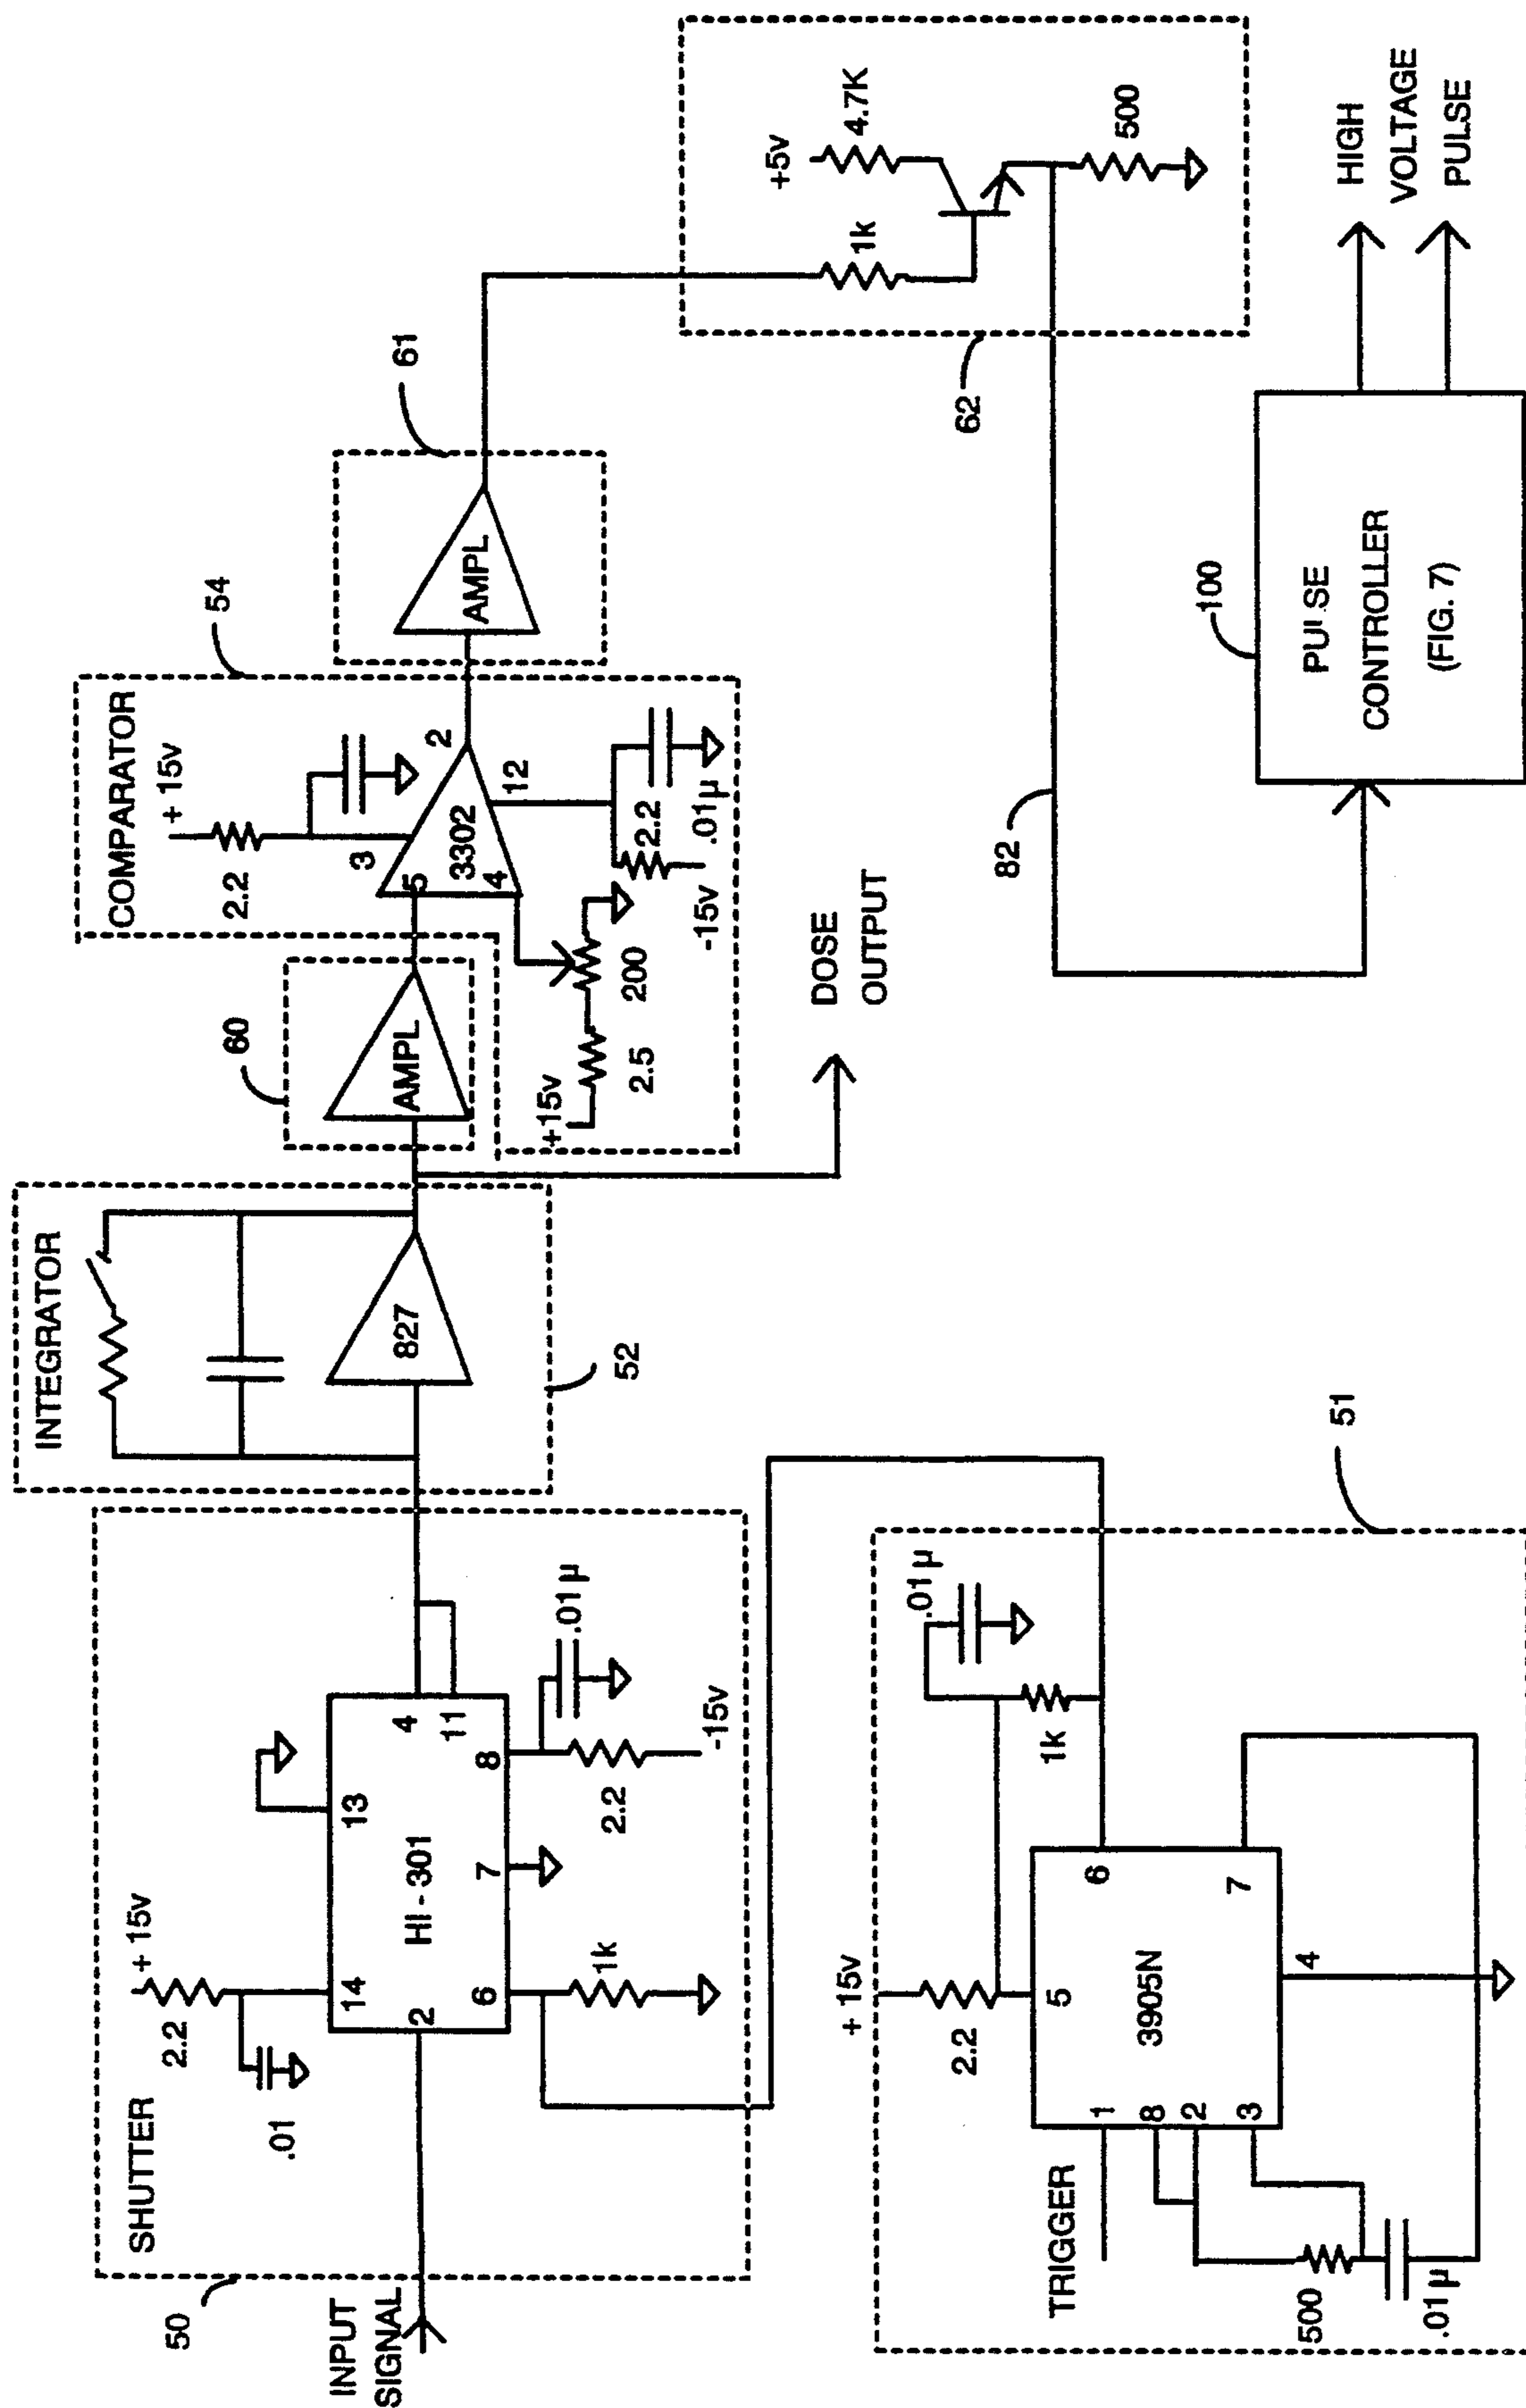 SHUTTER
50
INPUT
SIGNAL
2.2
+ 15v
.01
14
13
2
HI - 301
4
11
6
7
8
1k
2.2
.01µ
-15v
INTEGRATOR
827
52
60
AMPL
DOSE
OUTPUT
COMPARATOR
54
+ 15v
2.2
3
5
3302
4
2
12
+15v
2.5
200
2.2
.01µ
-15v
61
AMPL
62
1k
+5v
4.7K
500
82
TRIGGER
51
+ 15v
2.2
.01µ
1k
1
8
2
3
5
3905N
6
7
4
500
.01µ
100
PULSE
CONTROLLER
(FIG. 7)
HIGH
VOLTAGE
PULSE